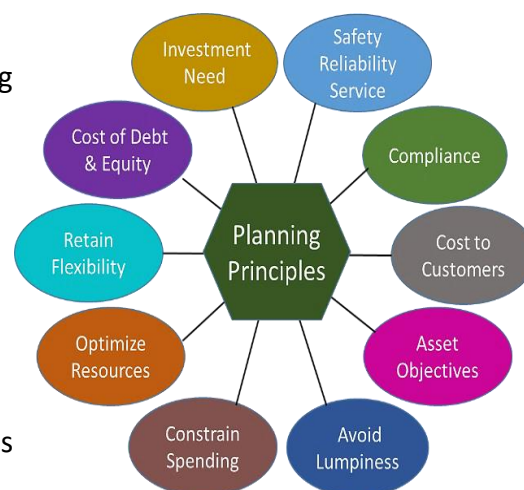 Investment
Need
Safety
Reliability
Service
g
Cost of Debt
& Equity
Compliance
Retain
Flexibility
Planning
Principles
Cost to
Customers
Optimize
Resources
Asset
Objectives
Constrain
Spending
Avoid
Lumpiness
s